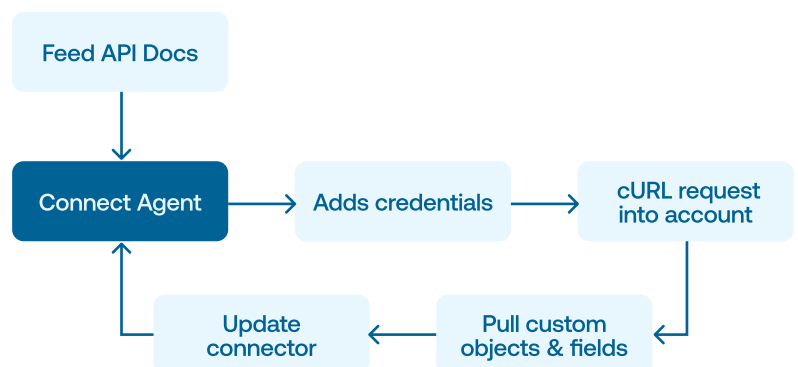 Feed API Docs
Connect Agent
Adds credentials
cURL request
into account
Update
connector
Pull custom
objects & fields